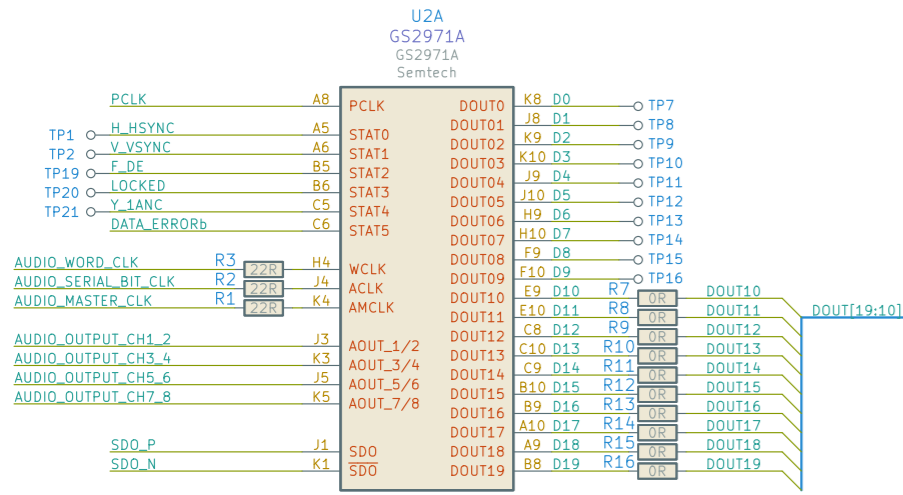 U2A
GS2971A
GS2971A
Semtech
PCLK A8 PCLK DOUT0 K8 D0 TP7
DOUT01 J8 D1 TP8
TP1 H_HSYNC A5 STAT0 DOUT02 K9 D2 TP9
TP2 V_VSYNC A6 STAT1 DOUT03 K10 D3 TP10
TP19 F_DE B5 STAT2 DOUT04 J9 D4 TP11
TP20 LOCKED B6 STAT3 DOUT05 J10 D5 TP12
TP21 Y_1ANC C5 STAT4 DOUT06 H9 D6 TP13
DATA_ERRORb C6 STAT5 DOUT07 H10 D7 TP14
DOUT08 F9 D8 TP15
AUDIO_WORD_CLK R3 22R H4 WCLK DOUT09 F10 D9 TP16
AUDIO_SERIAL_BIT_CLK R2 22R J4 ACLK DOUT10 E9 D10 R7 0R DOUT10
AUDIO_MASTER_CLK R1 22R K4 AMCLK DOUT11 E10 D11 R8 0R DOUT11 DOUT[19:10]
DOUT12 C8 D12 R9 0R DOUT12
AUDIO_OUTPUT_CH1_2 J3 AOUT_1/2 DOUT13 C10 D13 R10 0R DOUT13
AUDIO_OUTPUT_CH3_4 K3 AOUT_3/4 DOUT14 C9 D14 R11 0R DOUT14
AUDIO_OUTPUT_CH5_6 J5 AOUT_5/6 DOUT15 B10 D15 R12 0R DOUT15
AUDIO_OUTPUT_CH7_8 K5 AOUT_7/8 DOUT16 B9 D16 R13 0R DOUT16
DOUT17 A10 D17 R14 0R DOUT17
SDO_P J1 SDO DOUT18 A9 D18 R15 0R DOUT18
SDO_N K1 SDO DOUT19 B8 D19 R16 0R DOUT19